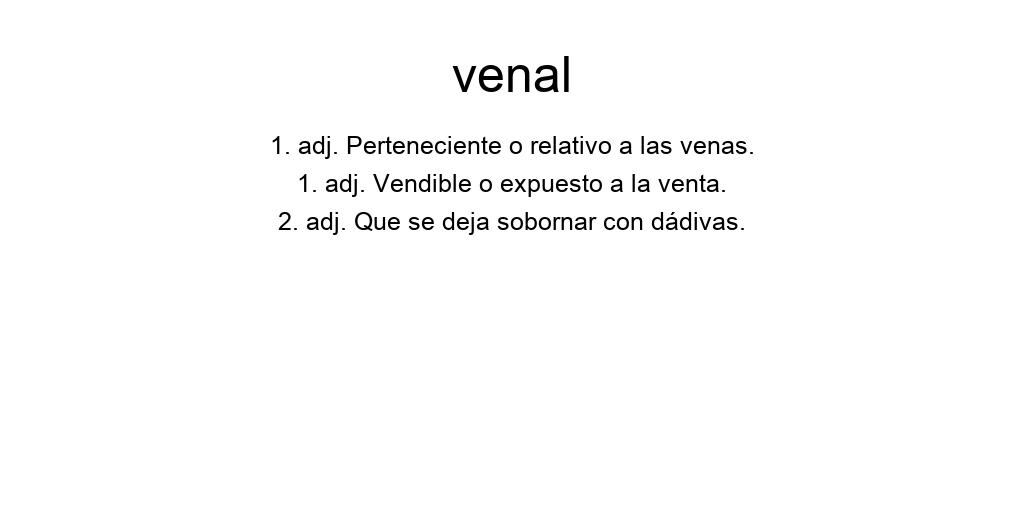 venal
1. adj. Perteneciente o relativo a las venas.
1. adj. Vendible o expuesto a la venta.
2. adj. Que se deja sobornar con dádivas.